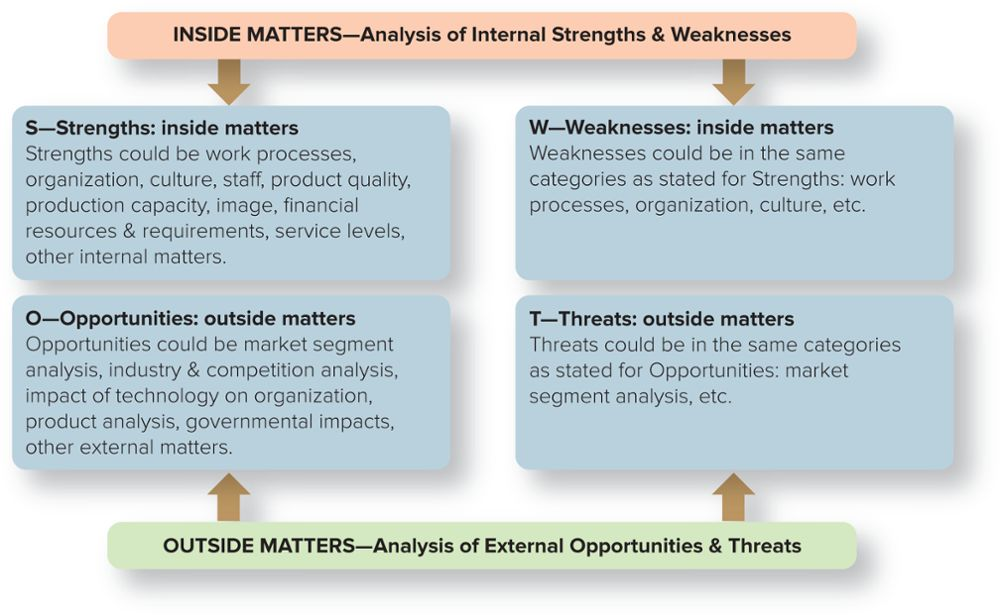 INSIDE MATTERS—Analysis of Internal Strengths & Weaknesses
S—Strengths: inside matters
Strengths could be work processes,
organization, culture, staff, product quality,
production capacity, image, financial
resources & requirements, service levels,
other internal matters.
W—Weaknesses: inside matters
Weaknesses could be in the same
categories as stated for Strengths: work
processes, organization, culture, etc.
O—Opportunities: outside matters
Opportunities could be market segment
analysis, industry & competition analysis,
impact of technology on organization,
product analysis, governmental impacts,
other external matters.
T—Threats: outside matters
Threats could be in the same categories
as stated for Opportunities: market
segment analysis, etc.
OUTSIDE MATTERS—Analysis of External Opportunities & Threats